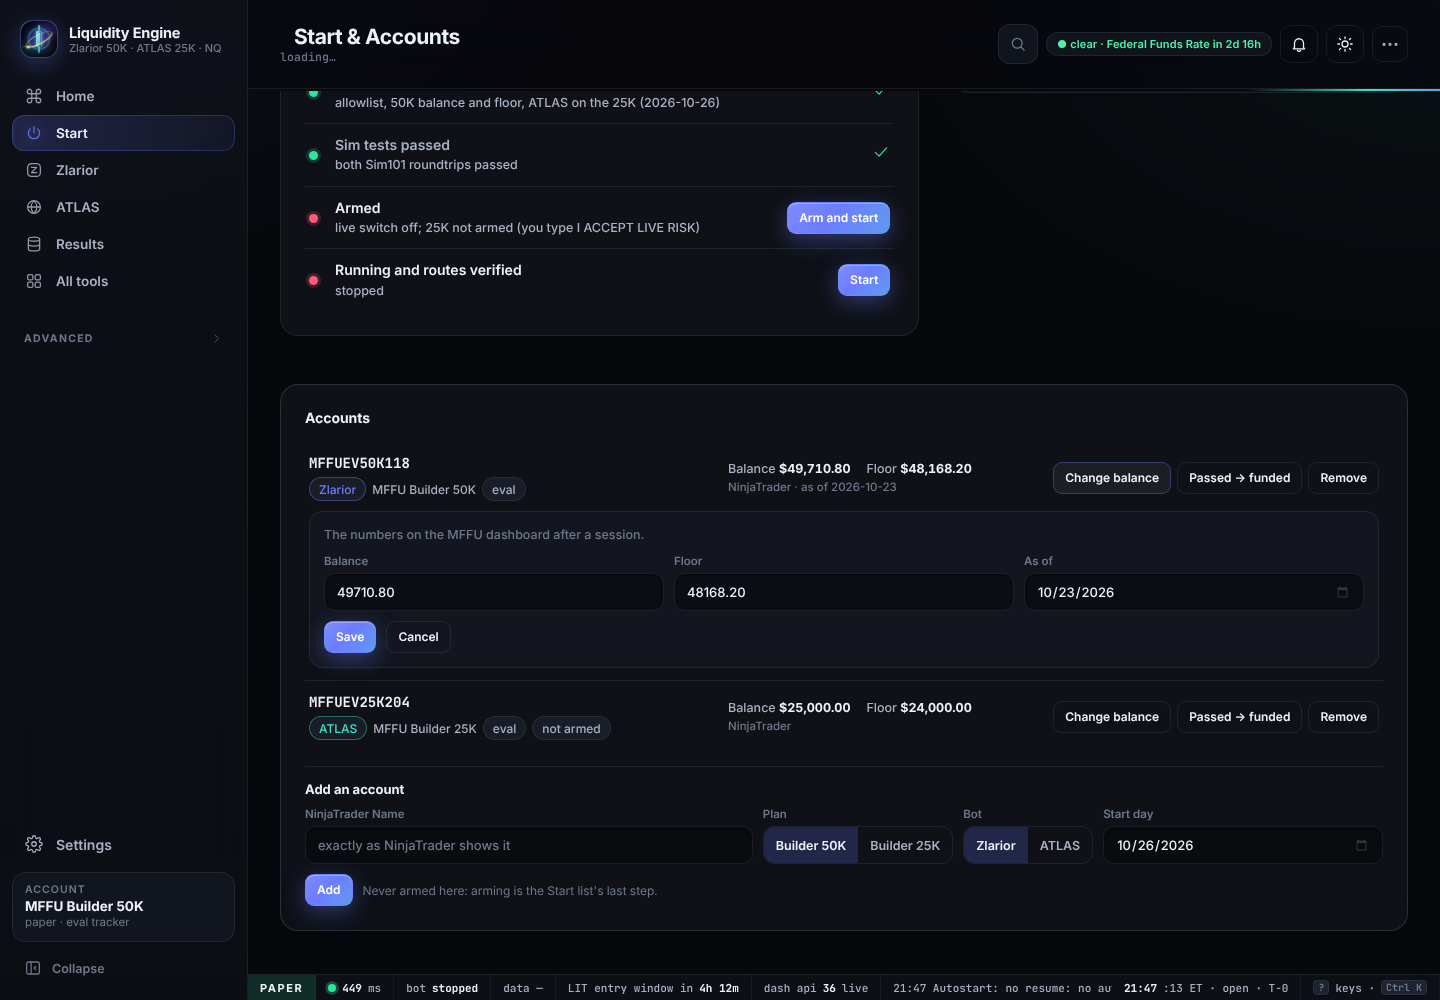 Liquidity Engine
Zlarior 50K · ATLAS 25K · NQ
Home
Start
Zlarior
ATLAS
Results
All tools
ADVANCED
Settings
ACCOUNT
MFFU Builder 50K
paper · eval tracker
Collapse
Start & Accounts
loading…
clear · Federal Funds Rate in 2d 16h
allowlist, 50K balance and floor, ATLAS on the 25K (2026-10-26)
Sim tests passed
both Sim101 roundtrips passed
Armed
live switch off; 25K not armed (you type I ACCEPT LIVE RISK)
Arm and start
Running and routes verified
stopped
Start
Accounts
MFFUEV50K118
Zlarior MFFU Builder 50K eval
Balance $49,710.80 Floor $48,168.20
NinjaTrader · as of 2026-10-23
Change balance Passed → funded Remove
The numbers on the MFFU dashboard after a session.
Balance Floor As of
49710.80 48168.20 10/23/2026
Save Cancel
MFFUEV25K204
ATLAS MFFU Builder 25K eval not armed
Balance $25,000.00 Floor $24,000.00
NinjaTrader
Change balance Passed → funded Remove
Add an account
NinjaTrader Name Plan Bot Start day
exactly as NinjaTrader shows it Builder 50K Builder 25K Zlarior ATLAS 10/26/2026
Add Never armed here: arming is the Start list's last step.
PAPER 449 ms bot stopped data — LIT entry window in 4h 12m dash api 36 live 21:47 Autostart: no resume: no au 21:47 :13 ET · open · T-0 ? keys · Ctrl K